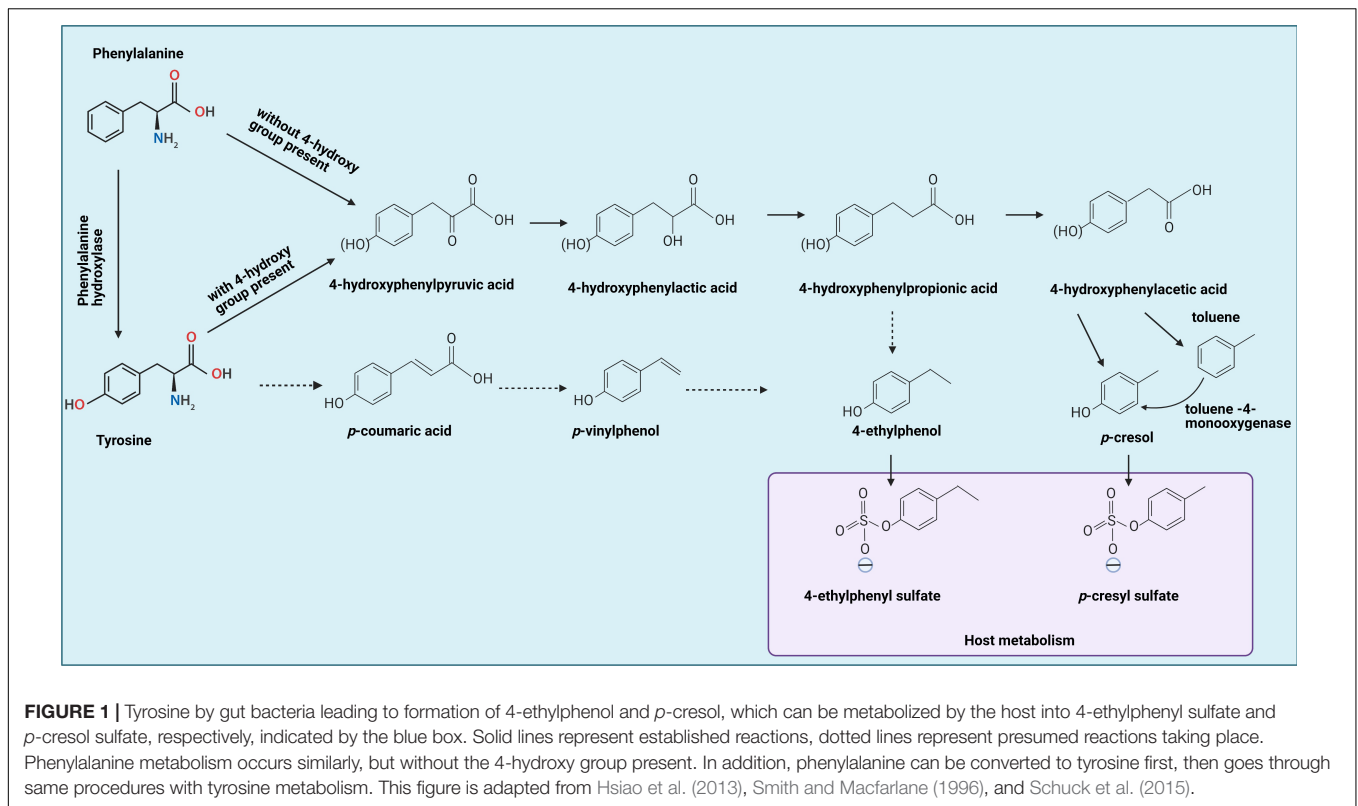 Phenylalanine
O
OH
NH2
without 4-hydroxy
group present
Phenylalanine
hydroxylase
with 4-hydroxy
group present
O
OH
O
(HO)
4-hydroxyphenylpyruvic acid
O
OH
OH
(HO)
4-hydroxyphenylactic acid
O
OH
(HO)
4-hydroxyphenylpropionic acid
OH
O
(HO)
4-hydroxyphenylacetic acid
toluene
O
OH
NH2
HO
Tyrosine
O
OH
HO
p-coumaric acid
HO
p-vinylphenol
HO
4-ethylphenol
HO
p-cresol
toluene -4-
monooxygenase
O
O
S
O
O
4-ethylphenyl sulfate
O
O
S
O
O
p-cresyl sulfate
Host metabolism
FIGURE 1 | Tyrosine by gut bacteria leading to formation of 4-ethylphenol and p-cresol, which can be metabolized by the host into 4-ethylphenyl sulfate and
p-cresol sulfate, respectively, indicated by the blue box. Solid lines represent established reactions, dotted lines represent presumed reactions taking place.
Phenylalanine metabolism occurs similarly, but without the 4-hydroxy group present. In addition, phenylalanine can be converted to tyrosine first, then goes through
same procedures with tyrosine metabolism. This figure is adapted from Hsiao et al. (2013), Smith and Macfarlane (1996), and Schuck et al. (2015).